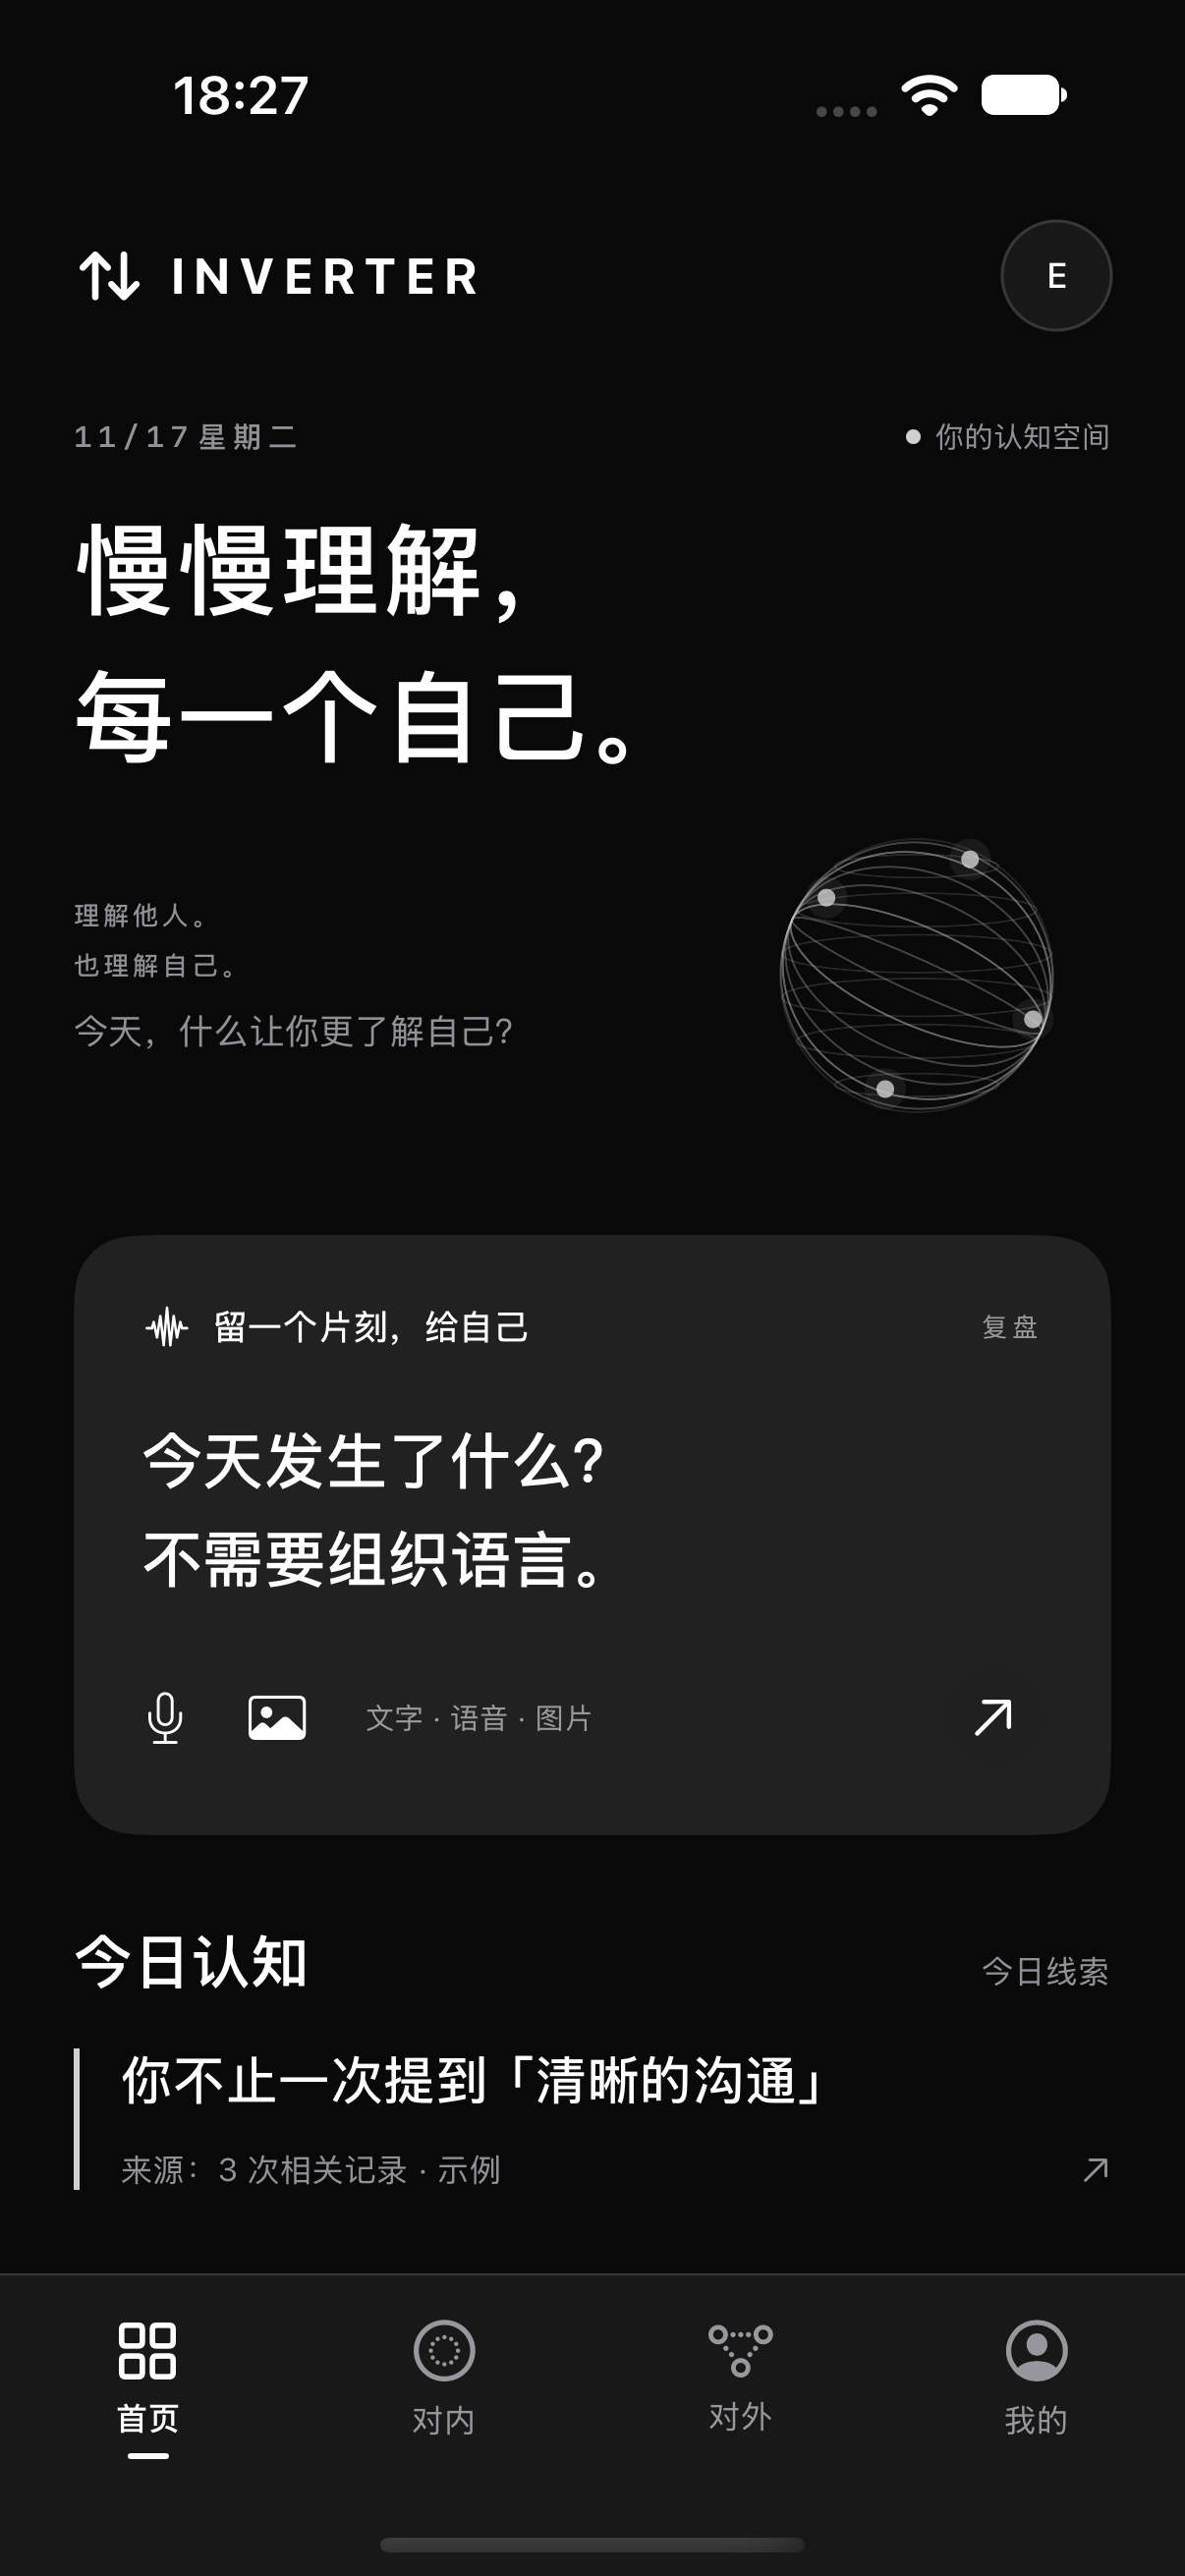 18:27
INVERTER
E
11/17 星期二
你的认知空间
慢慢理解，
每一个自己。
理解他人。
也理解自己。
今天，什么让你更了解自己？
留一个片刻，给自己
复盘
今天发生了什么？
不需要组织语言。
文字 · 语音 · 图片
今日认知
今日线索
你不止一次提到「清晰的沟通」
来源：3 次相关记录 · 示例
首页
对内
对外
我的